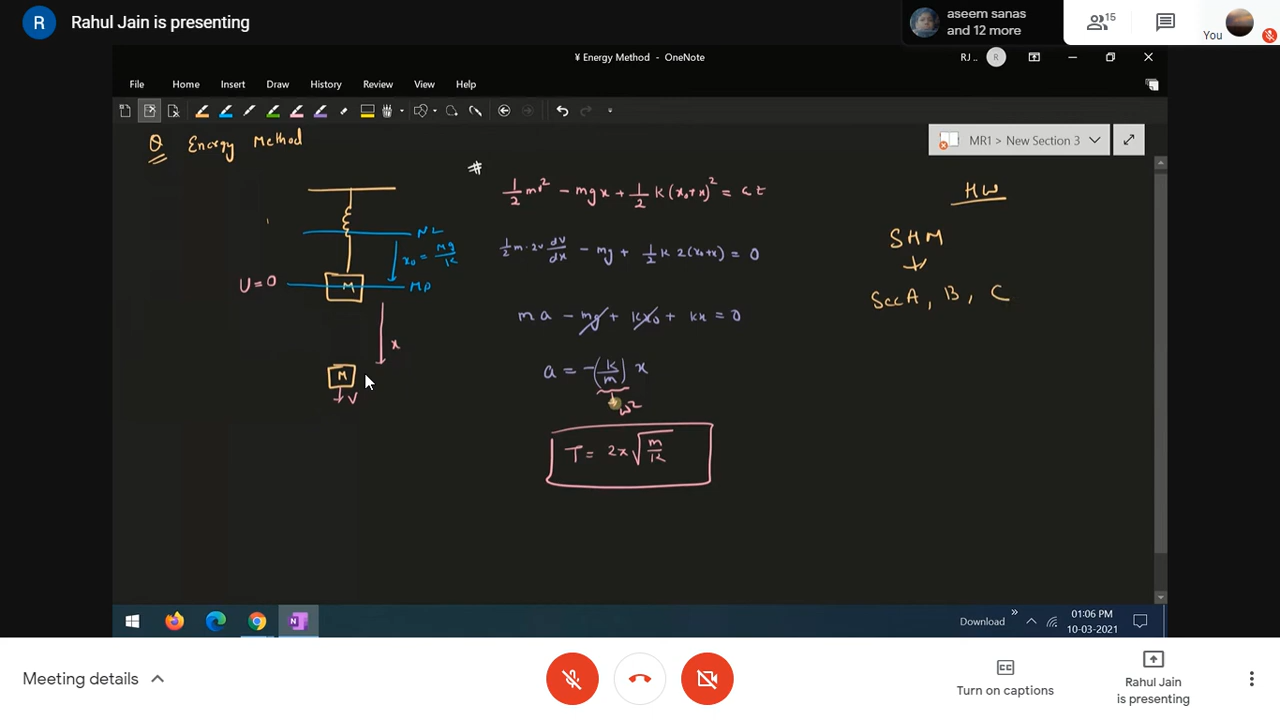 R
Rahul Jain is presenting
aseem sanas
and 12 more
15
You
¥ Energy Method - OneNote
RJ ..
R
File Home Insert Draw History Review View Help
MR1 > New Section 3
Q Energy Method
NL
x₀ = Mg/K
U=0
M
MP
x
M
V
#
1/2 mv² - mgx + 1/2 K(x₀+x)² = ct
1/2 m·2v dv/dx - mg + 1/2 K 2(x₀+x) = 0
ma - mg + Kx₀ + Kx = 0
a = -(K/m) x
ω²
T = 2π√(m/K)
HW
SHM
Sec A, B, C
Download
»
01:06 PM
10-03-2021
Meeting details
CC
Turn on captions
Rahul Jain
is presenting